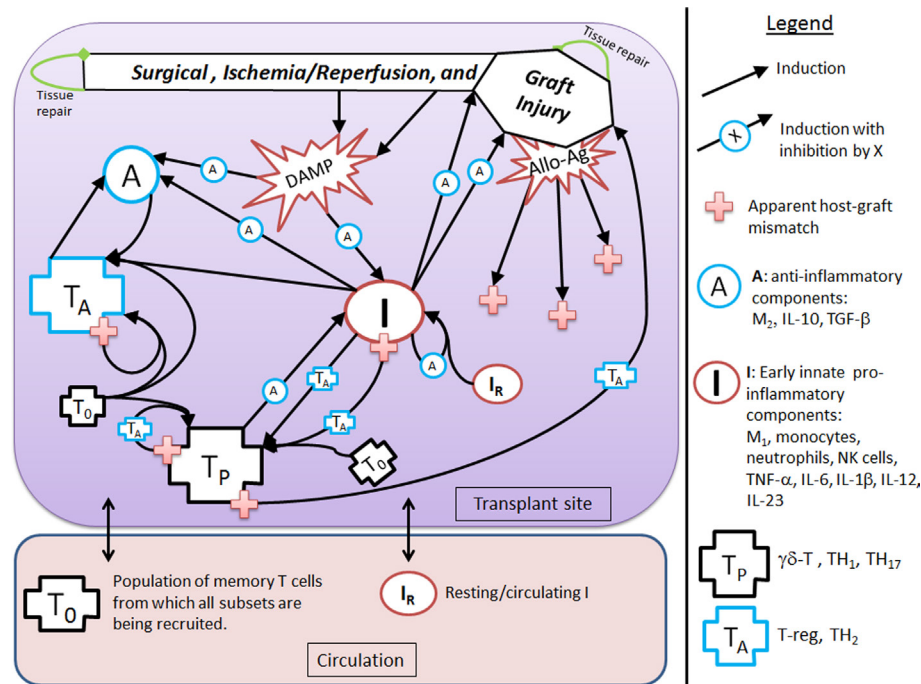 Surgical , Ischemia/Reperfusion, and
Graft
Injury
Tissue
repair
Tissue
repair
DAMP
Allo-Ag
A
A
A
A
A
A
T_A
I
A
A
T_A
T_A
I_R
T_A
T_0
T_A
T_P
T_0
Transplant site
T_0
Population of memory T cells
from which all subsets are
being recruited.
I_R
Resting/circulating I
Circulation
Legend
Induction
X
Induction with
inhibition by X
Apparent host-graft
mismatch
A
A: anti-inflammatory
components:
M₂, IL-10, TGF-β
I
I: Early innate pro-
inflammatory
components:
M₁, monocytes,
neutrophils, NK cells,
TNF-α, IL-6, IL-1β, IL-12,
IL-23
T_P
γδ-T , TH₁, TH₁₇
T_A
T-reg, TH₂